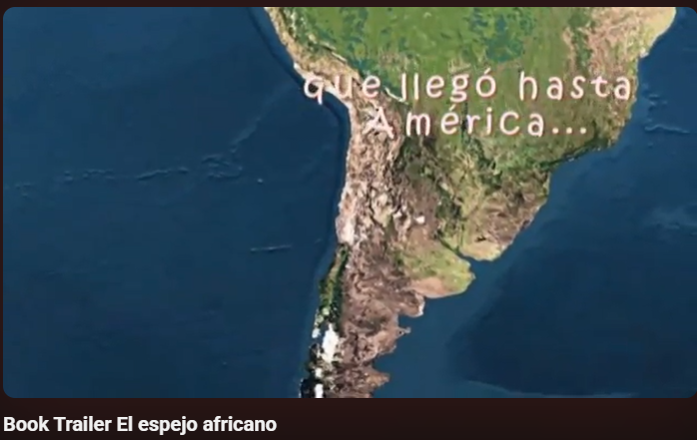 que llegó hasta
América...
Book Trailer El espejo africano